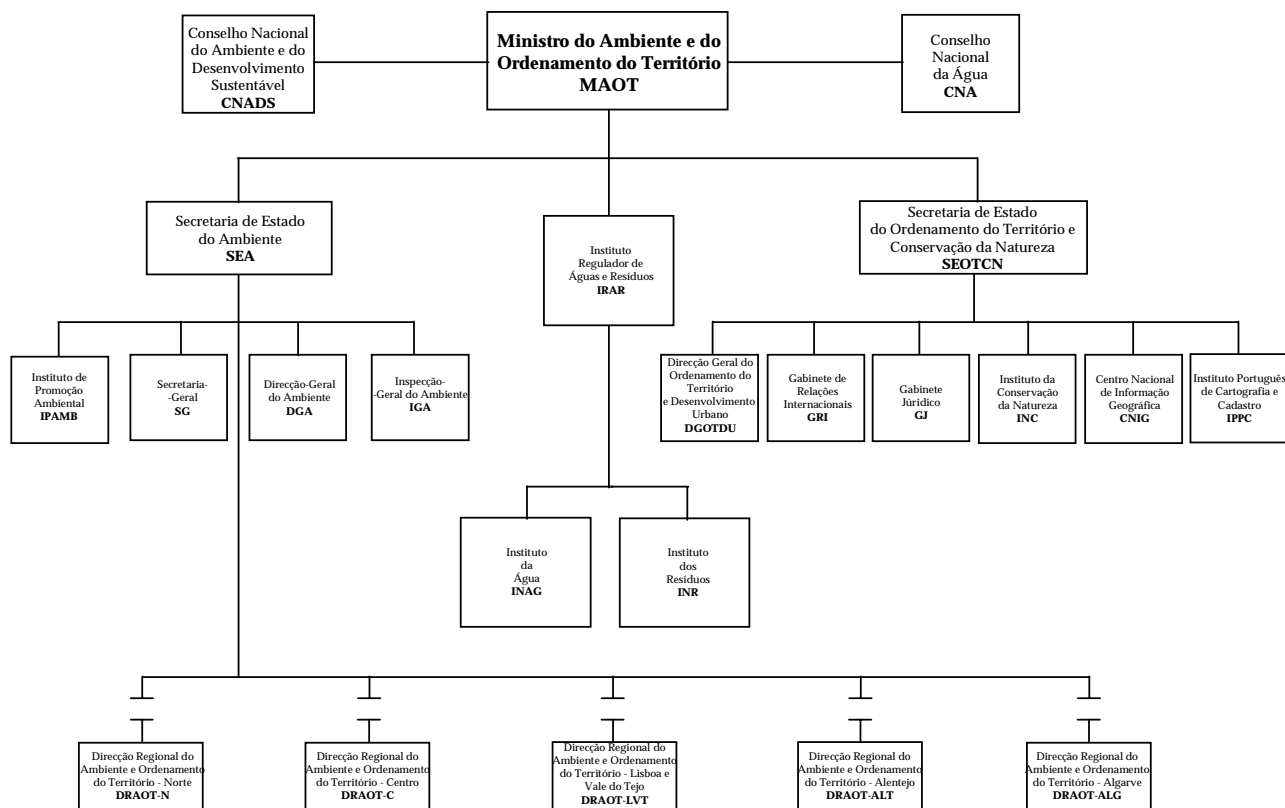 Conselho Nacional
do Ambiente e do
Desenvolvimento
Sustentável
CNADS
Ministro do Ambiente e do
Ordenamento do Território
MAOT
Conselho
Nacional
da Água
CNA
Secretaria de Estado
do Ambiente
SEA
Instituto
Regulador de
Águas e Resíduos
IRAR
Secretaria de Estado
do Ordenamento do Território e
Conservação da Natureza
SEOTCN
Instituto de
Promoção
Ambiental
IPAMB
Secretaria-
-Geral
SG
Direcção-Geral
do Ambiente
DGA
Inspecção-
-Geral do Ambiente
IGA
Direcção Geral do
Ordenamento do
Território
e Desenvolvimento
Urbano
DGOTDU
Gabinete de
Relações
Internacionais
GRI
Gabinete
Júridico
GJ
Instituto da
Conservação
da Natureza
INC
Centro Nacional
de Informação
Geográfica
CNIG
Instituto Português
de Cartografia e
Cadastro
IPPC
Instituto
da
Água
INAG
Instituto
dos
Resíduos
INR
Direcção Regional do
Ambiente e Ordenamento
do Território - Norte
DRAOT-N
Direcção Regional do
Ambiente e Ordenamento
do Território - Centro
DRAOT-C
Direcção Regional do
Ambiente e Ordenamento
do Território - Lisboa e
Vale do Tejo
DRAOT-LVT
Direcção Regional do
Ambiente e Ordenamento
do Território - Alentejo
DRAOT-ALT
Direcção Regional do
Ambiente e Ordenamento
do Território - Algarve
DRAOT-ALG